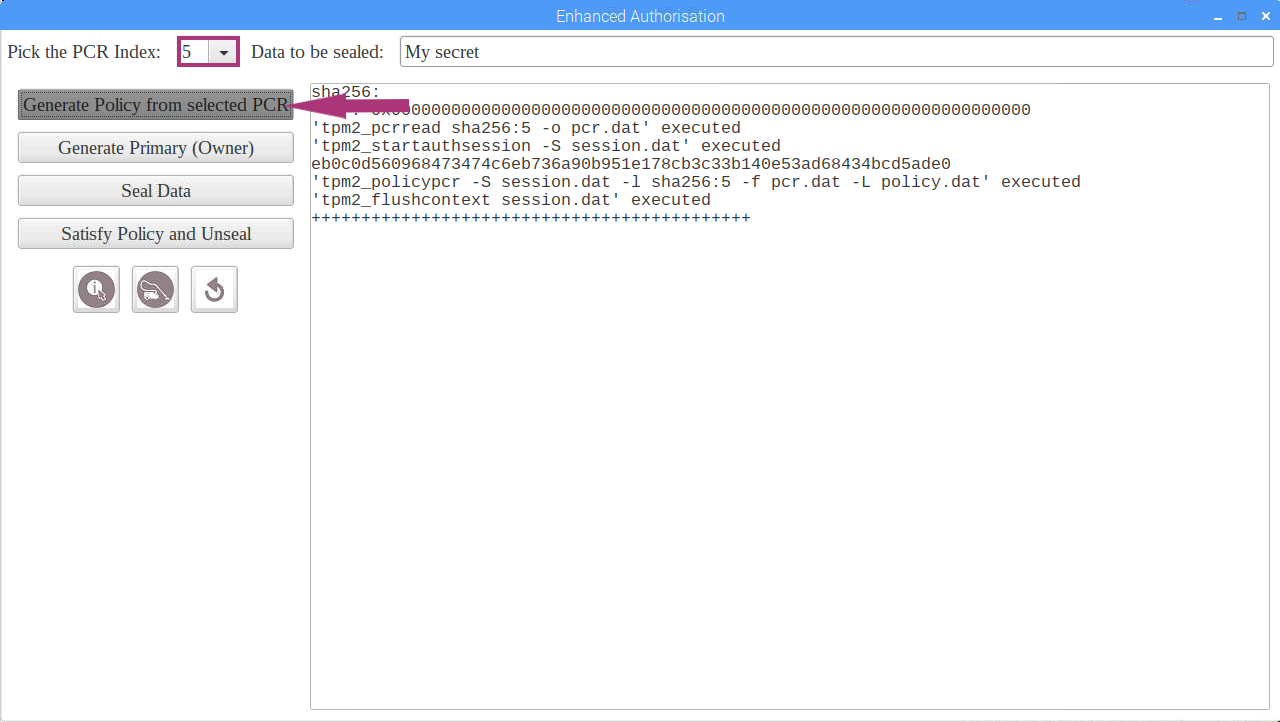 Enhanced Authorisation
Pick the PCR Index: 5 Data to be sealed: My secret
Generate Policy from selected PCR
Generate Primary (Owner)
Seal Data
Satisfy Policy and Unseal
sha256:
'tpm2_pcrread sha256:5 -o pcr.dat' executed
'tpm2_startauthsession -S session.dat' executed
eb0c0d560968473474c6eb736a90b951e178cb3c33b140e53ad68434bcd5ade0
'tpm2_policypcr -S session.dat -l sha256:5 -f pcr.dat -L policy.dat' executed
'tpm2_flushcontext session.dat' executed
++++++++++++++++++++++++++++++++++++++++++++